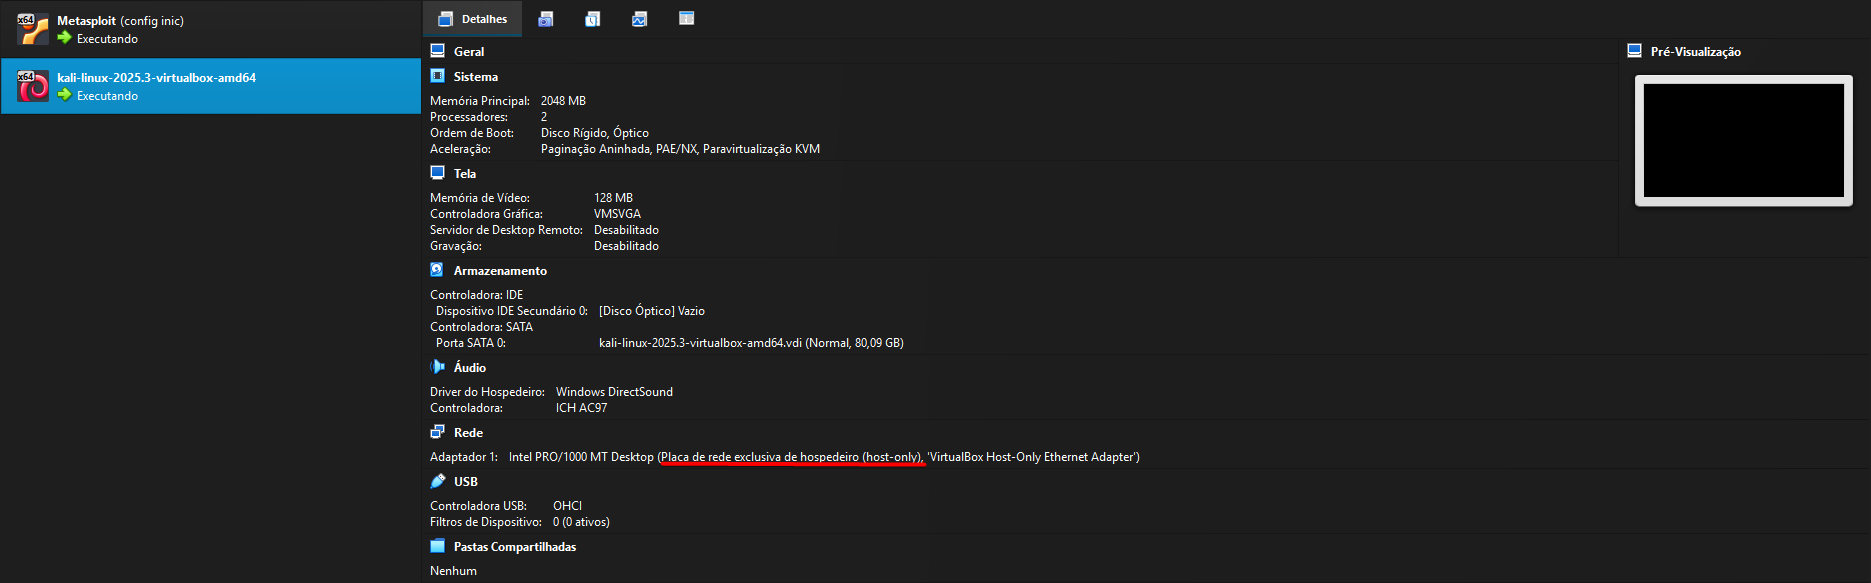 Metasploit (config inic)
Executando
kali-linux-2025.3-virtualbox-amd64
Executando
Detalhes
Geral
Sistema
Memória Principal: 2048 MB
Processadores: 2
Ordem de Boot: Disco Rígido, Óptico
Aceleração: Paginação Aninhada, PAE/NX, Paravirtualização KVM
Tela
Memória de Vídeo: 128 MB
Controladora Gráfica: VMSVGA
Servidor de Desktop Remoto: Desabilitado
Gravação: Desabilitado
Armazenamento
Controladora: IDE
Dispositivo IDE Secundário 0: [Disco Óptico] Vazio
Controladora: SATA
Porta SATA 0: kali-linux-2025.3-virtualbox-amd64.vdi (Normal, 80,09 GB)
Áudio
Driver do Hospedeiro: Windows DirectSound
Controladora: ICH AC97
Rede
Adaptador 1: Intel PRO/1000 MT Desktop (Placa de rede exclusiva de hospedeiro (host-only), 'VirtualBox Host-Only Ethernet Adapter')
USB
Controladora USB: OHCI
Filtros de Dispositivo: 0 (0 ativos)
Pastas Compartilhadas
Nenhum
Pré-Visualização
x64
x64